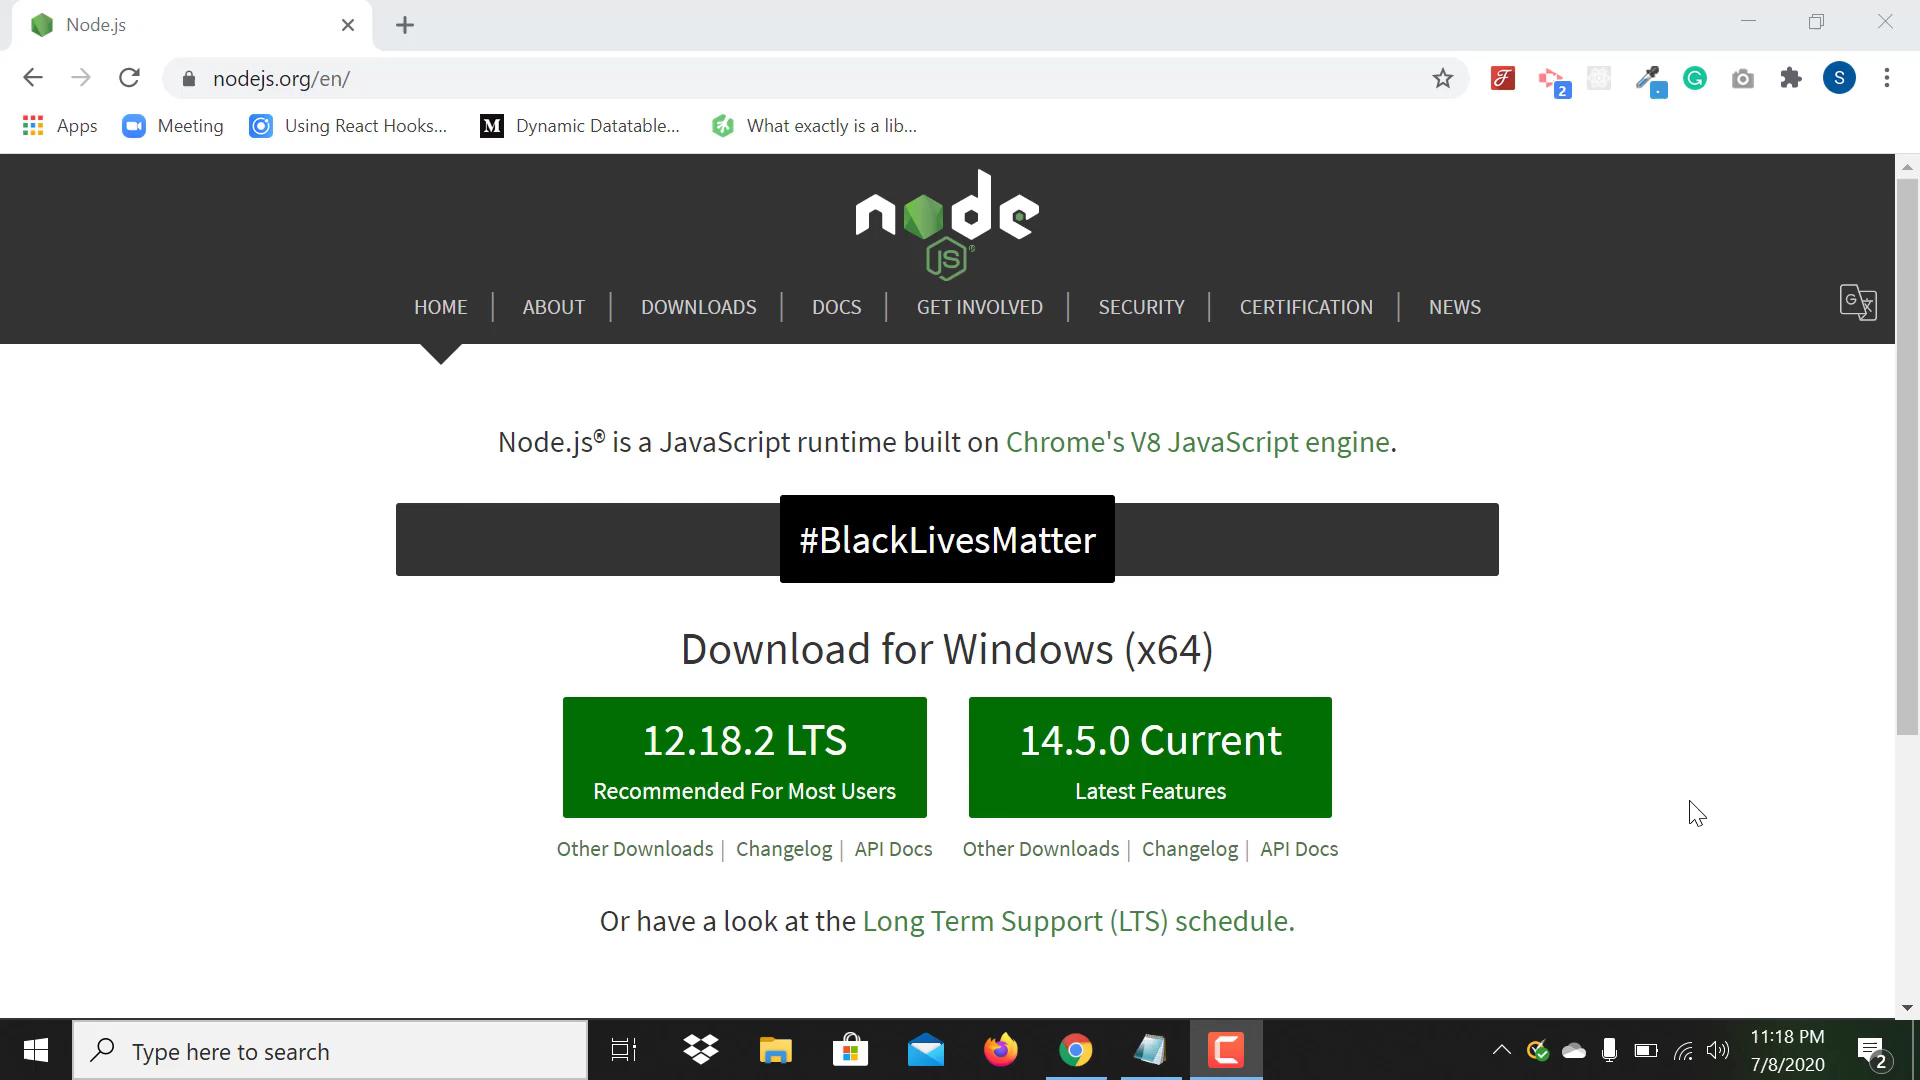 Node.js
nodejs.org/en/
2
S
Apps
Meeting
Using React Hooks...
M
Dynamic Datatable...
What exactly is a lib...
node
JS
HOME
ABOUT
DOWNLOADS
DOCS
GET INVOLVED
SECURITY
CERTIFICATION
NEWS
Node.js® is a JavaScript runtime built on Chrome's V8 JavaScript engine.
#BlackLivesMatter
Download for Windows (x64)
12.18.2 LTS
Recommended For Most Users
14.5.0 Current
Latest Features
Other Downloads | Changelog | API Docs
Other Downloads | Changelog | API Docs
Or have a look at the Long Term Support (LTS) schedule.
Type here to search
11:18 PM
7/8/2020
2